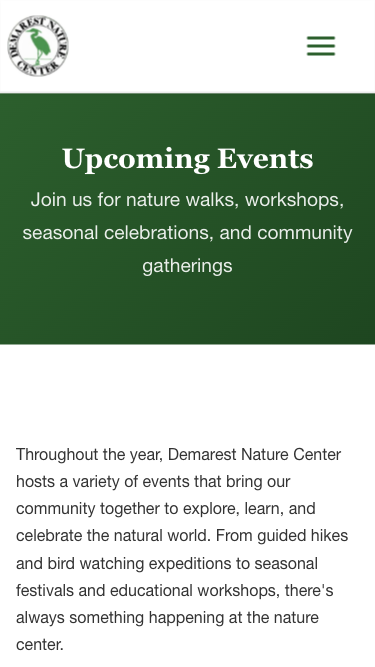 DEMAREST NATURE
CENTER
Upcoming Events
Join us for nature walks, workshops,
seasonal celebrations, and community
gatherings
Throughout the year, Demarest Nature Center
hosts a variety of events that bring our
community together to explore, learn, and
celebrate the natural world. From guided hikes
and bird watching expeditions to seasonal
festivals and educational workshops, there's
always something happening at the nature
center.